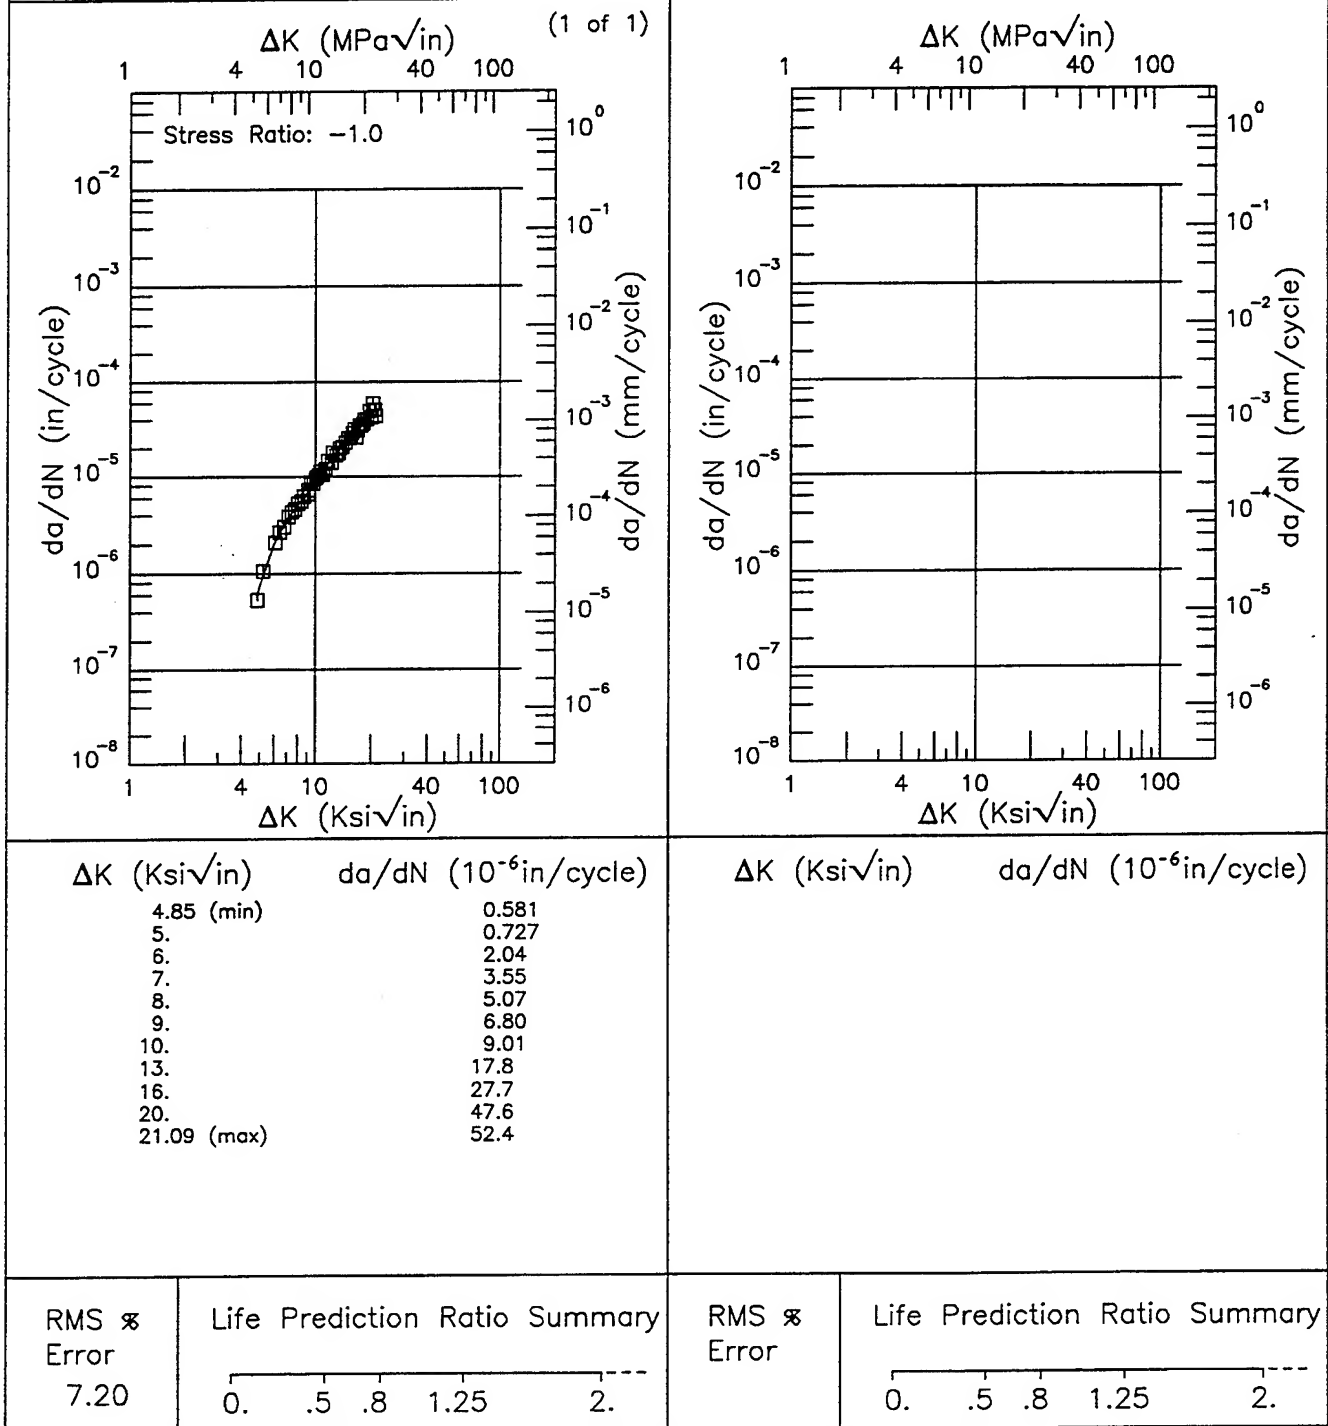 (1 of 1)
ΔK (MPa√in)
1 4 10 40 100
Stress Ratio: −1.0
10⁰
10⁻¹
10⁻²
10⁻³
10⁻⁴
10⁻⁵
10⁻⁶
da/dN (mm/cycle)
10⁻²
10⁻³
10⁻⁴
10⁻⁵
10⁻⁶
10⁻⁷
10⁻⁸
da/dN (in/cycle)
1 4 10 40 100
ΔK (Ksi√in)
ΔK (MPa√in)
1 4 10 40 100
10⁰
10⁻¹
10⁻²
10⁻³
10⁻⁴
10⁻⁵
10⁻⁶
da/dN (mm/cycle)
10⁻²
10⁻³
10⁻⁴
10⁻⁵
10⁻⁶
10⁻⁷
10⁻⁸
da/dN (in/cycle)
1 4 10 40 100
ΔK (Ksi√in)
ΔK (Ksi√in) da/dN (10⁻⁶in/cycle)
4.85 (min) 0.581
5. 0.727
6. 2.04
7. 3.55
8. 5.07
9. 6.80
10. 9.01
13. 17.8
16. 27.7
20. 47.6
21.09 (max) 52.4
ΔK (Ksi√in) da/dN (10⁻⁶in/cycle)
RMS %
Error
7.20
Life Prediction Ratio Summary
0. .5 .8 1.25 2.
RMS %
Error
Life Prediction Ratio Summary
0. .5 .8 1.25 2.